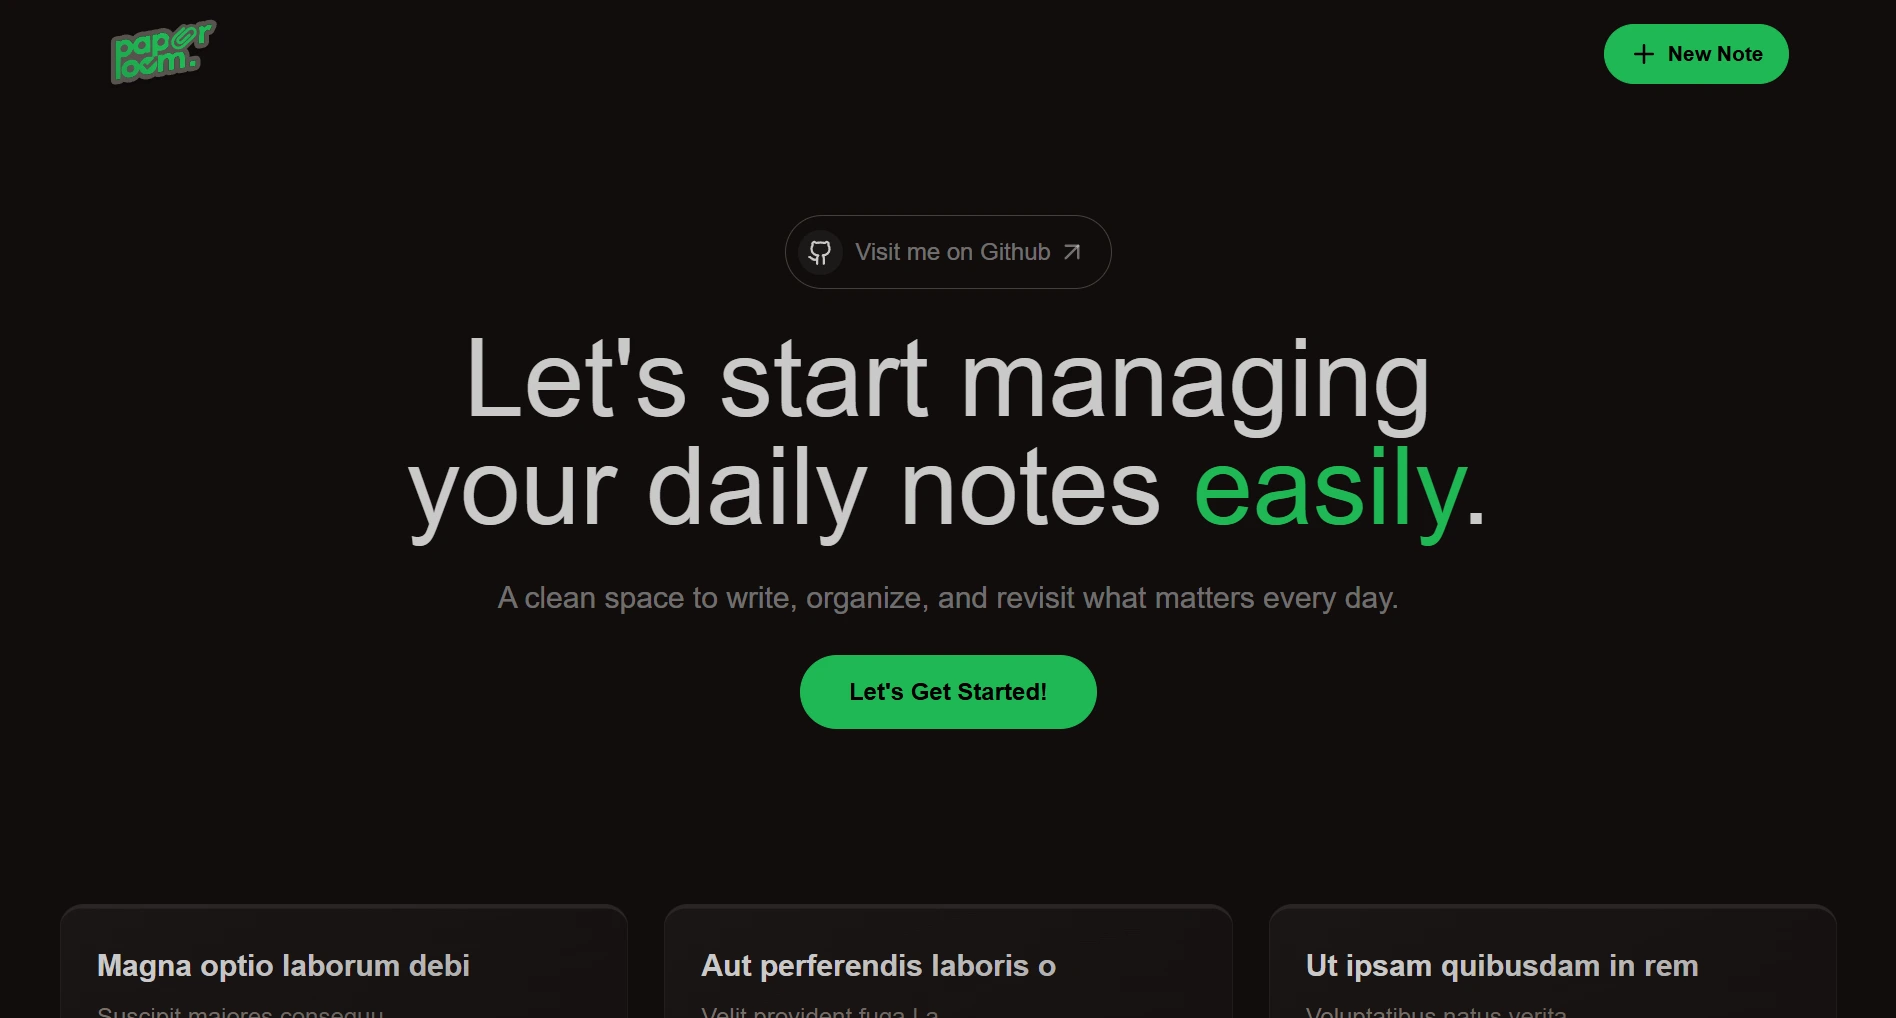 paper
loom.
New Note
Visit me on Github
Let's start managing
your daily notes easily.
A clean space to write, organize, and revisit what matters every day.
Let's Get Started!
Magna optio laborum debi
Aut perferendis laboris o
Ut ipsam quibusdam in rem
Suscipit maiores consequu
Velit provident fuga La
Voluptatibus natus verita